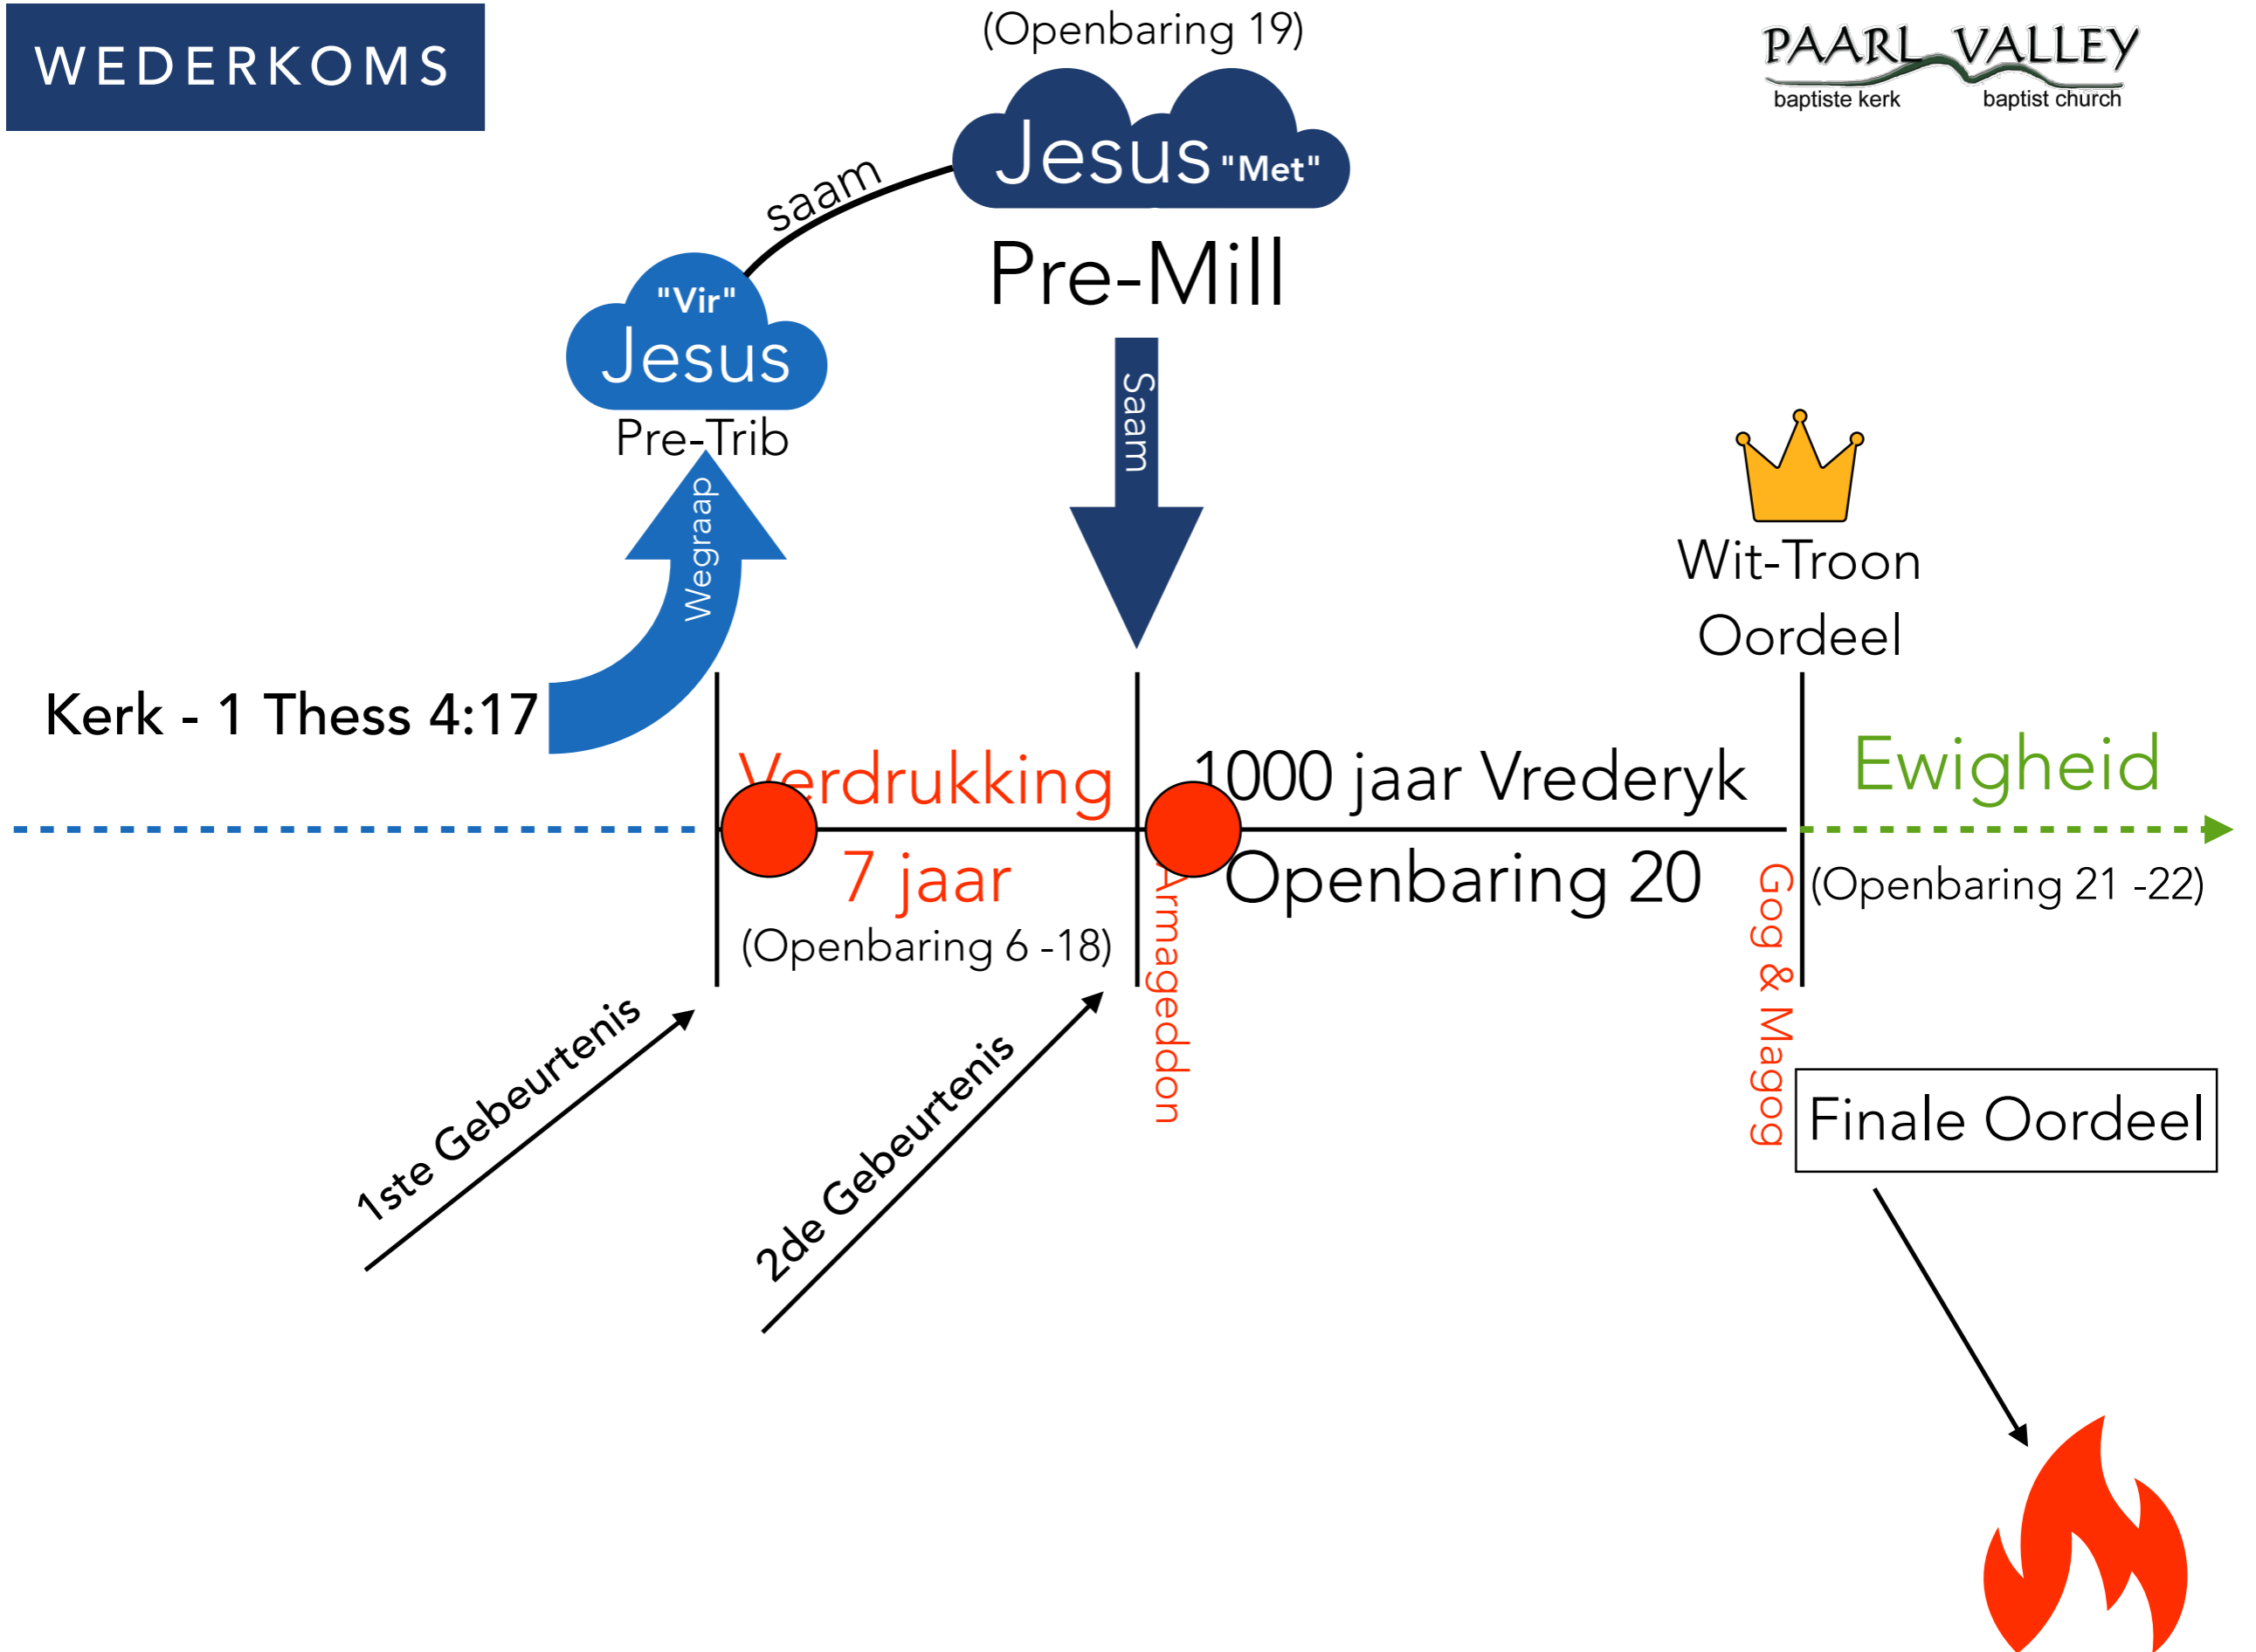 WEDERKOMS
(Openbaring 19)
PAARL VALLEY
baptiste kerk baptist church
Jesus "Met"
saam
Pre-Mill
"Vir"
Jesus
Pre-Trib
Saam
Wegraap
Wit-Troon
Oordeel
Kerk - 1 Thess 4:17
Verdrukking
1000 jaar Vrederyk
Ewigheid
7 jaar
Openbaring 20
(Openbaring 21 -22)
(Openbaring 6 -18)
Armageddon
Gog & Magog
1ste Gebeurtenis
2de Gebeurtenis
Finale Oordeel